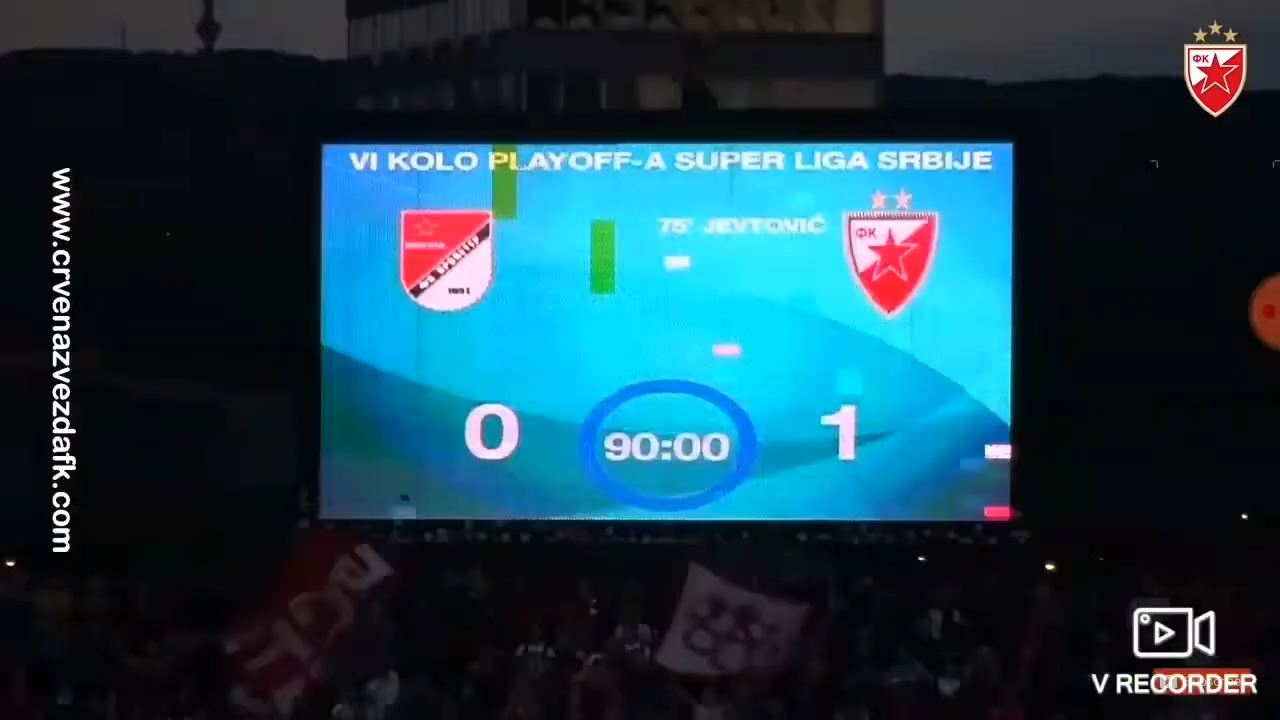 VI KOLO PLAYOFF-A SUPER LIGA SRBIJE
ФК
75' JEVTOVIĆ
ФК
0
90:00
1
www.crvenazvezdafk.com
V RECORDER